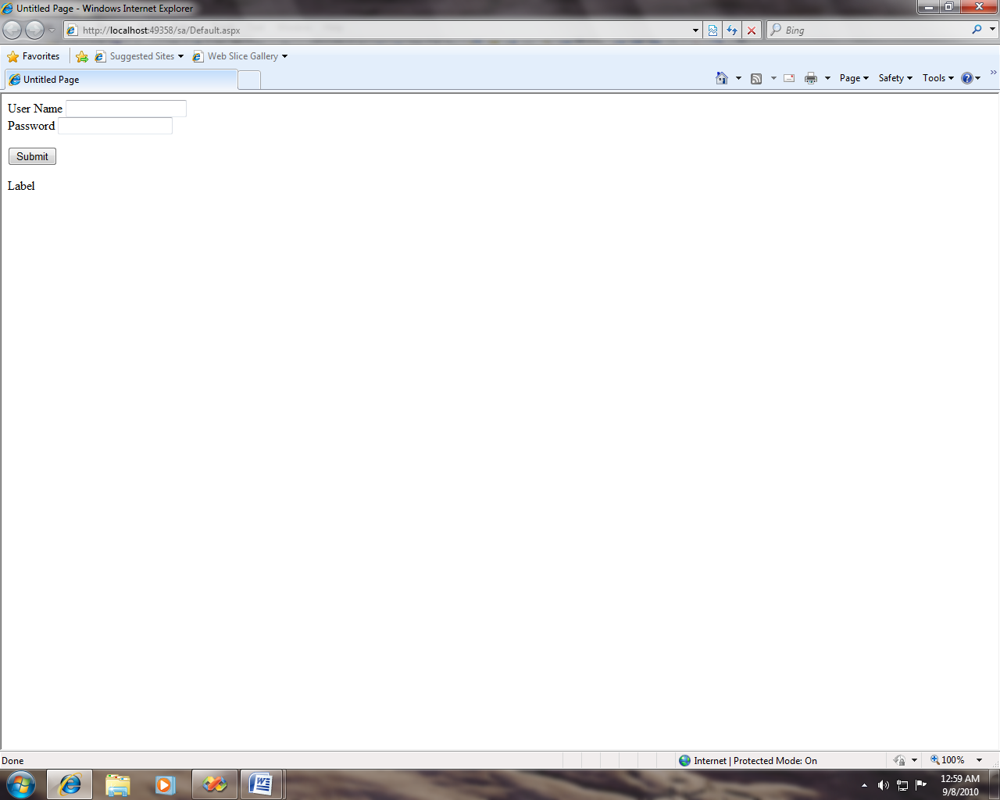 Untitled Page - Windows Internet Explorer
http://localhost:49358/sa/Default.aspx
Bing
Favorites
Suggested Sites
Web Slice Gallery
Untitled Page
Page
Safety
Tools
»
User Name
Password
Submit
Label
Done
Internet | Protected Mode: On
100%
12:59 AM
9/8/2010